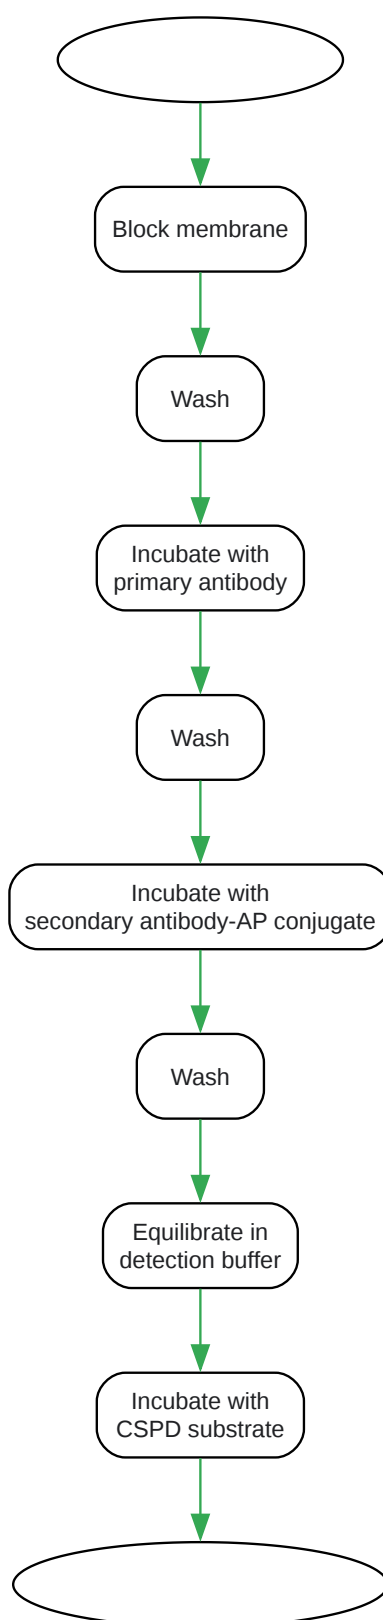 Block membrane
Wash
Incubate with
primary antibody
Wash
Incubate with
secondary antibody-AP conjugate
Wash
Equilibrate in
detection buffer
Incubate with
CSPD substrate